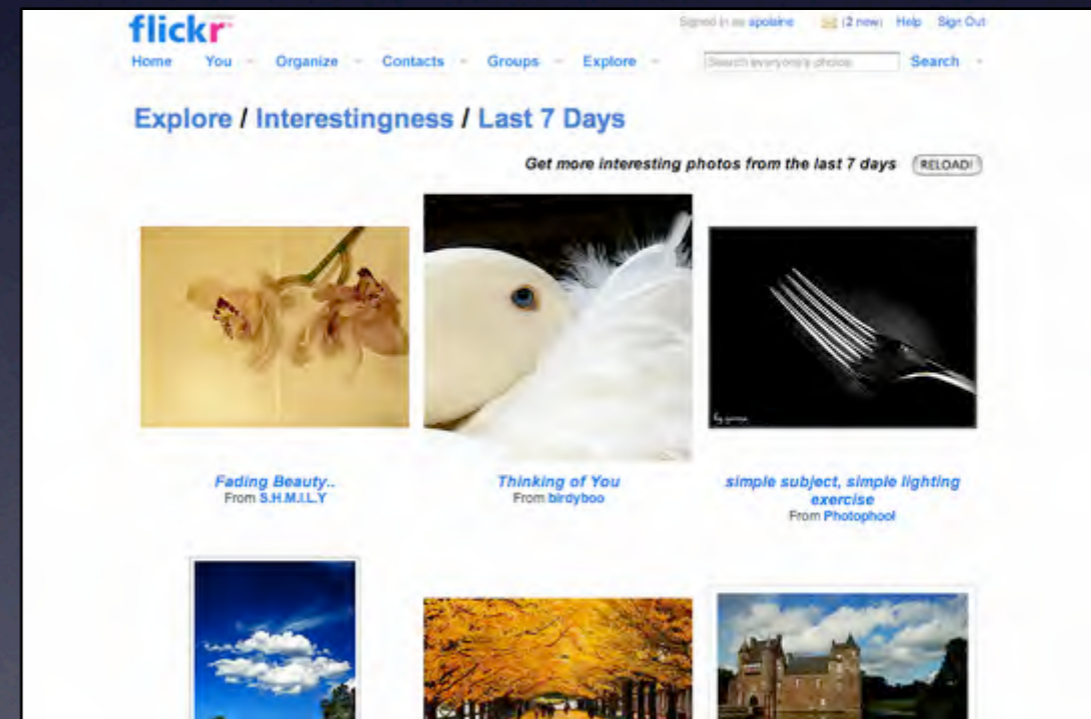 flickr
Signed in as apolaine (2 new) Help Sign Out
Home You Organize Contacts Groups Explore Search everyone's photos Search
Explore / Interestingness / Last 7 Days
Get more interesting photos from the last 7 days RELOAD!
Fading Beauty..
From S.H.M.I.L.Y
Thinking of You
From birdyboo
simple subject, simple lighting
exercise
From Photophool